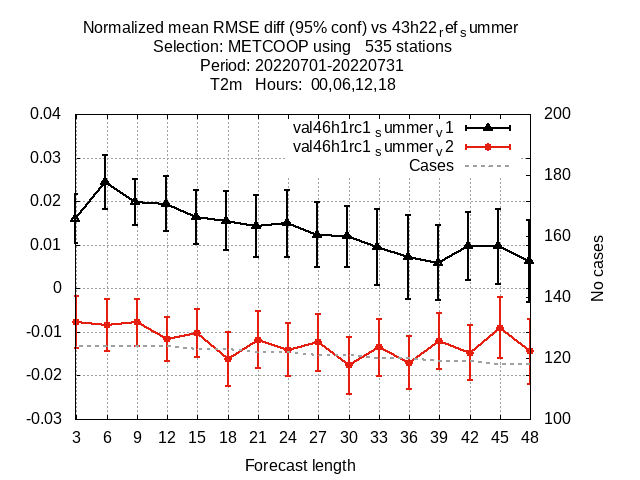 Normalized mean RMSE diff (95% conf) vs 43h22refsummer
Selection: METCOOP using 535 stations
Period: 20220701-20220731
T2m Hours: 00,06,12,18
0.04
0.03
0.02
0.01
0
-0.01
-0.02
-0.03
200
180
160
140
120
100
val46h1rc1summerv1
val46h1rc1summerv2
Cases
No cases
3 6 9 12 15 18 21 24 27 30 33 36 39 42 45 48
Forecast length